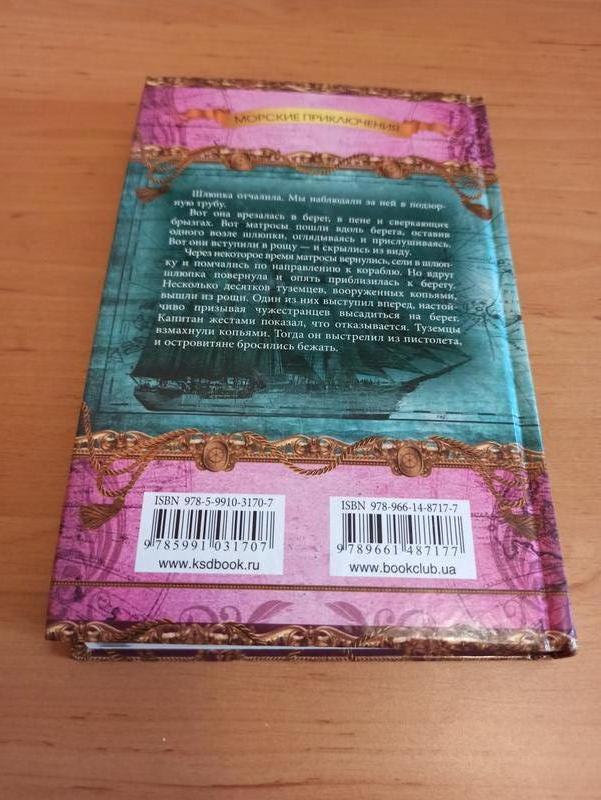 МОРСКИЕ ПРИКЛЮЧЕНИЯ
Шлюпка отчалила. Мы наблюдали за ней в подзор-
ную трубу.
Вот она врезалась в берег, в пене и сверкающих
брызгах. Вот матросы пошли вдоль берега, оставив
одного возле шлюпки, оглядываясь и прислушиваясь.
Вот они вступили в рощу — и скрылись из виду.
Через некоторое время матросы вернулись, сели в шлюп-
ку и помчались по направлению к кораблю. Но вдруг
шлюпка повернула и опять приблизилась к берегу.
Несколько десятков туземцев, вооруженных копьями,
вышли из рощи. Один из них выступил вперед, настой-
чиво призывая чужестранцев высадиться на берег.
Капитан жестами показал, что отказывается. Туземцы
взмахнули копьями. Тогда он выстрелил из пистолета,
и островитяне бросились бежать.
ISBN 978-5-9910-3170-7
9 785991 031707
www.ksdbook.ru
ISBN 978-966-14-8717-7
9 789661 487177
www.bookclub.ua